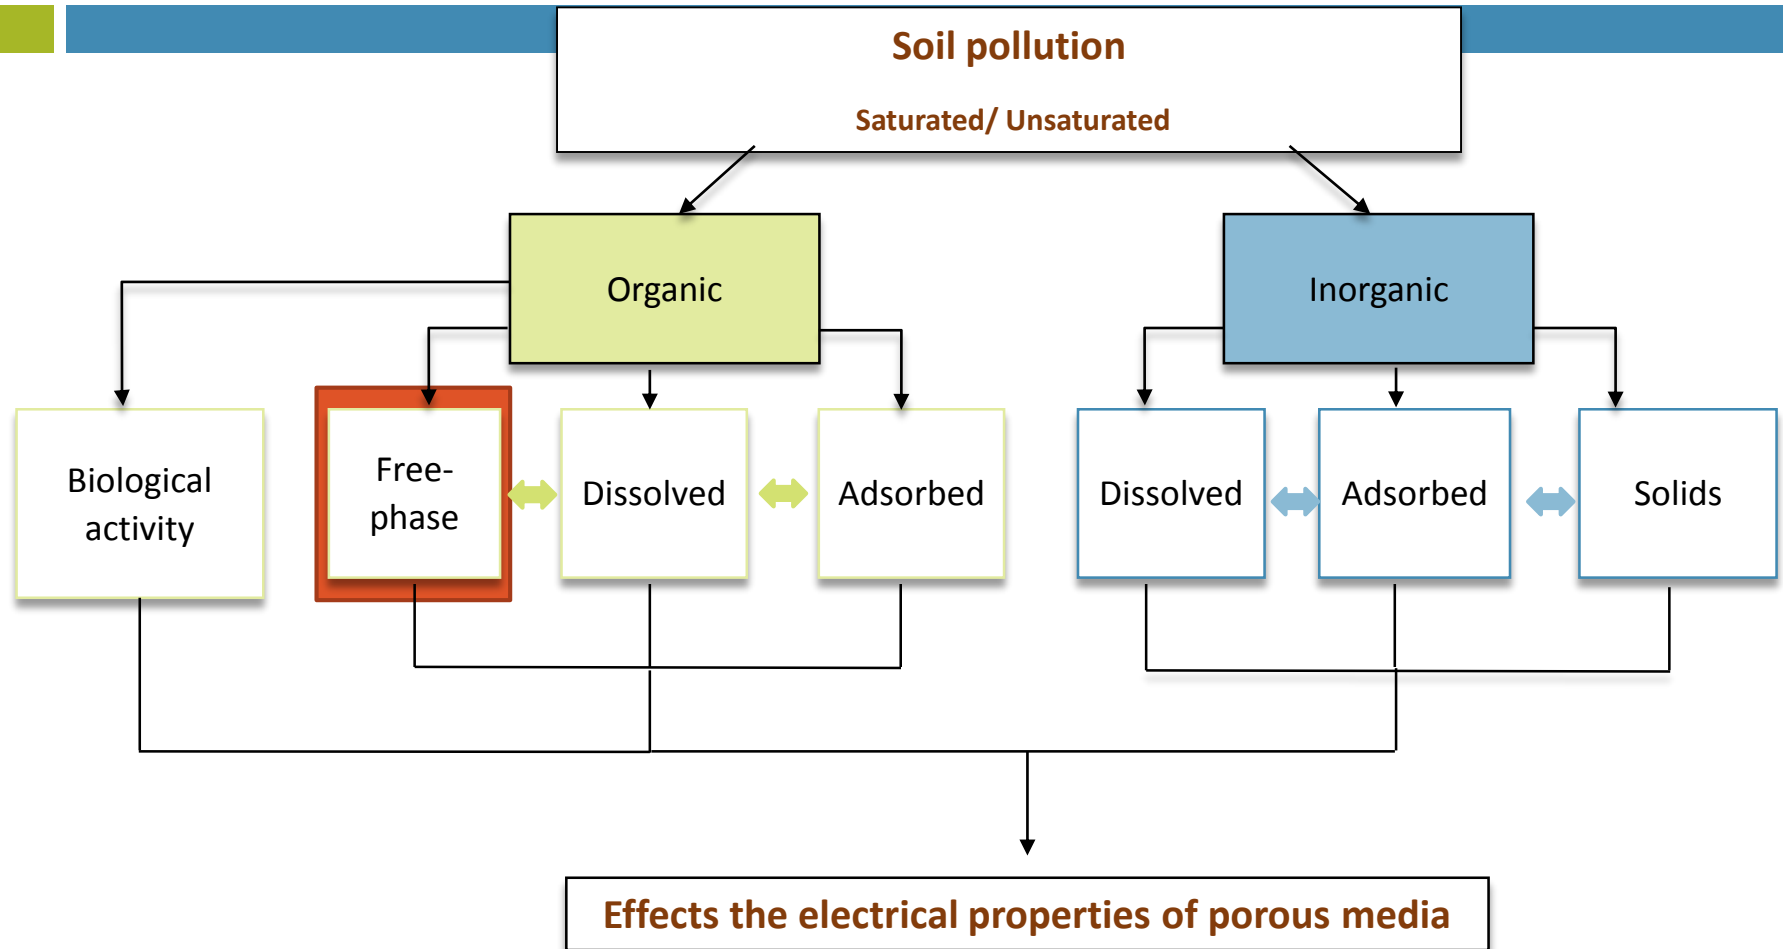 Soil pollution
Saturated/ Unsaturated
Organic
Inorganic
Biological
activity
Free-
phase
Dissolved
Adsorbed
Dissolved
Adsorbed
Solids
Effects the electrical properties of porous media